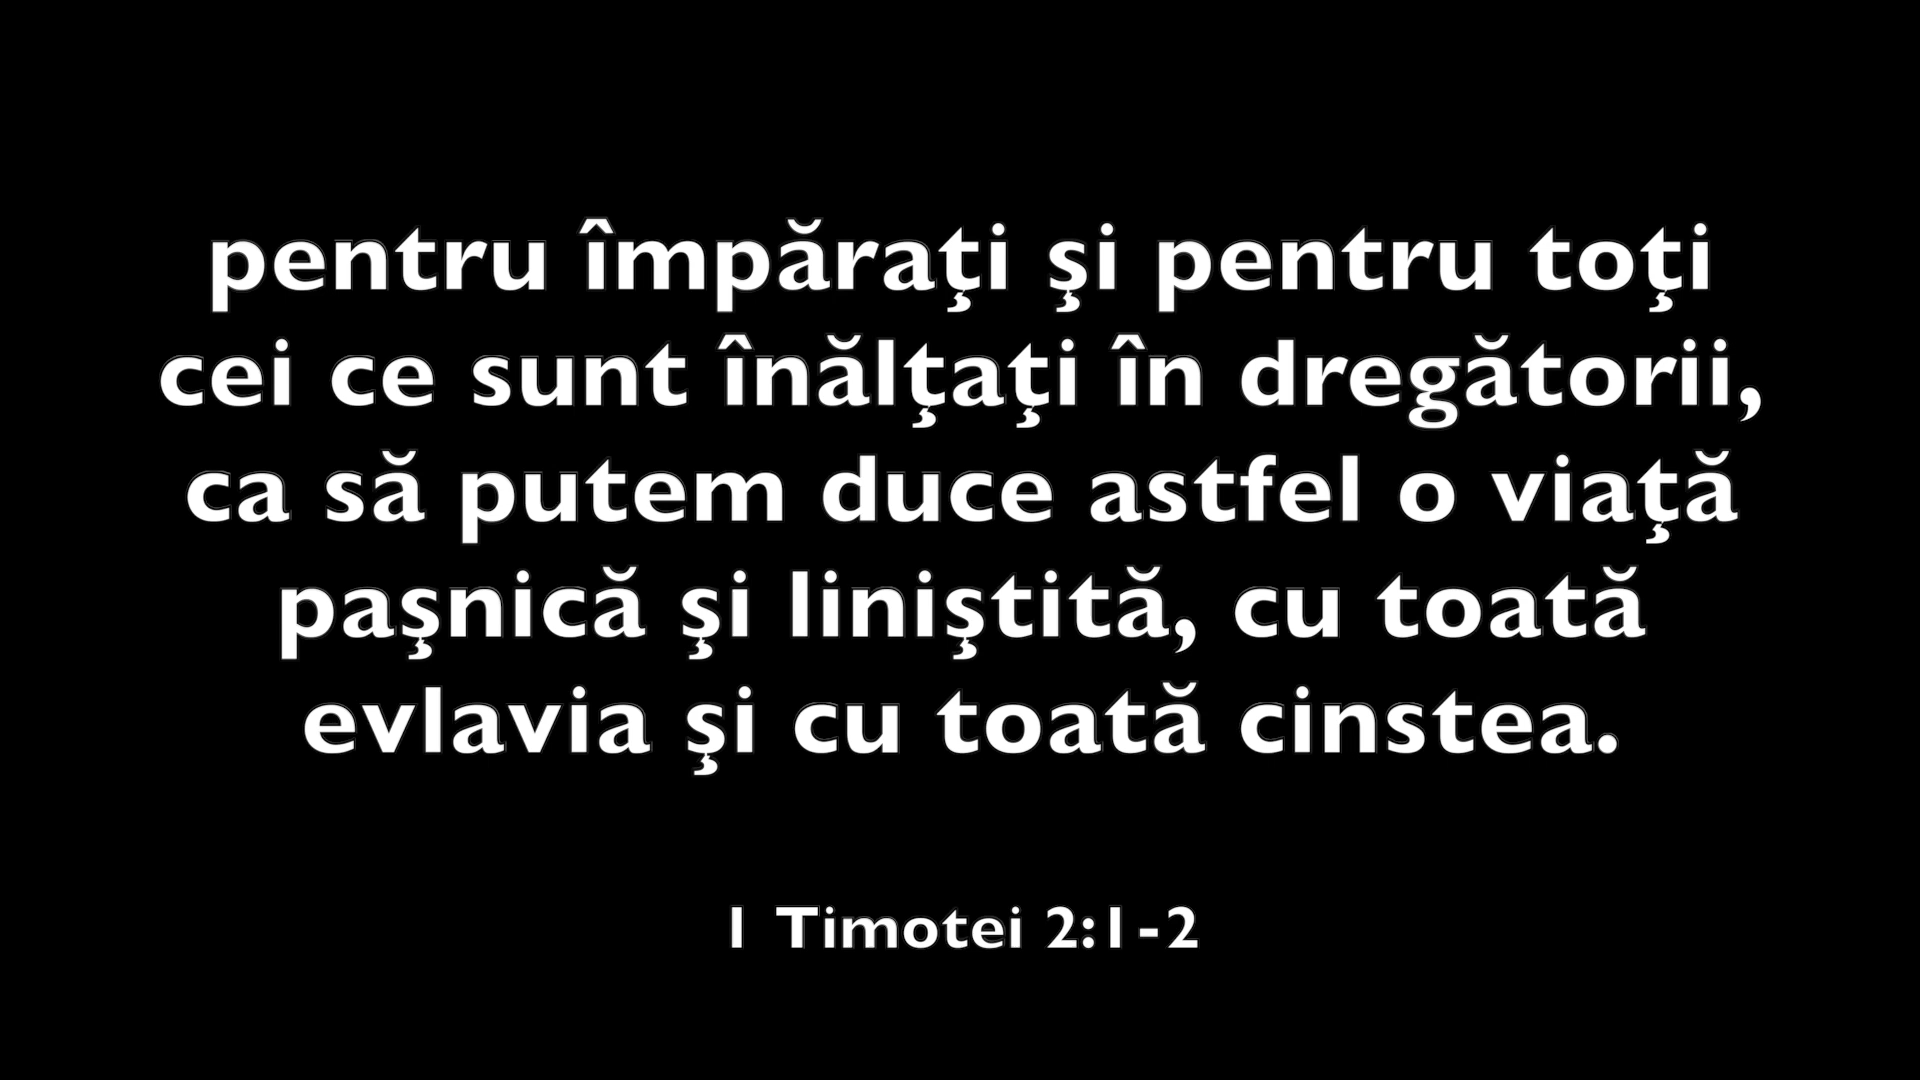 pentru împăraţi şi pentru toţi
cei ce sunt înălţaţi în dregătorii,
ca să putem duce astfel o viaţă
paşnică şi liniştită, cu toată
evlavia şi cu toată cinstea.
1 Timotei 2:1-2